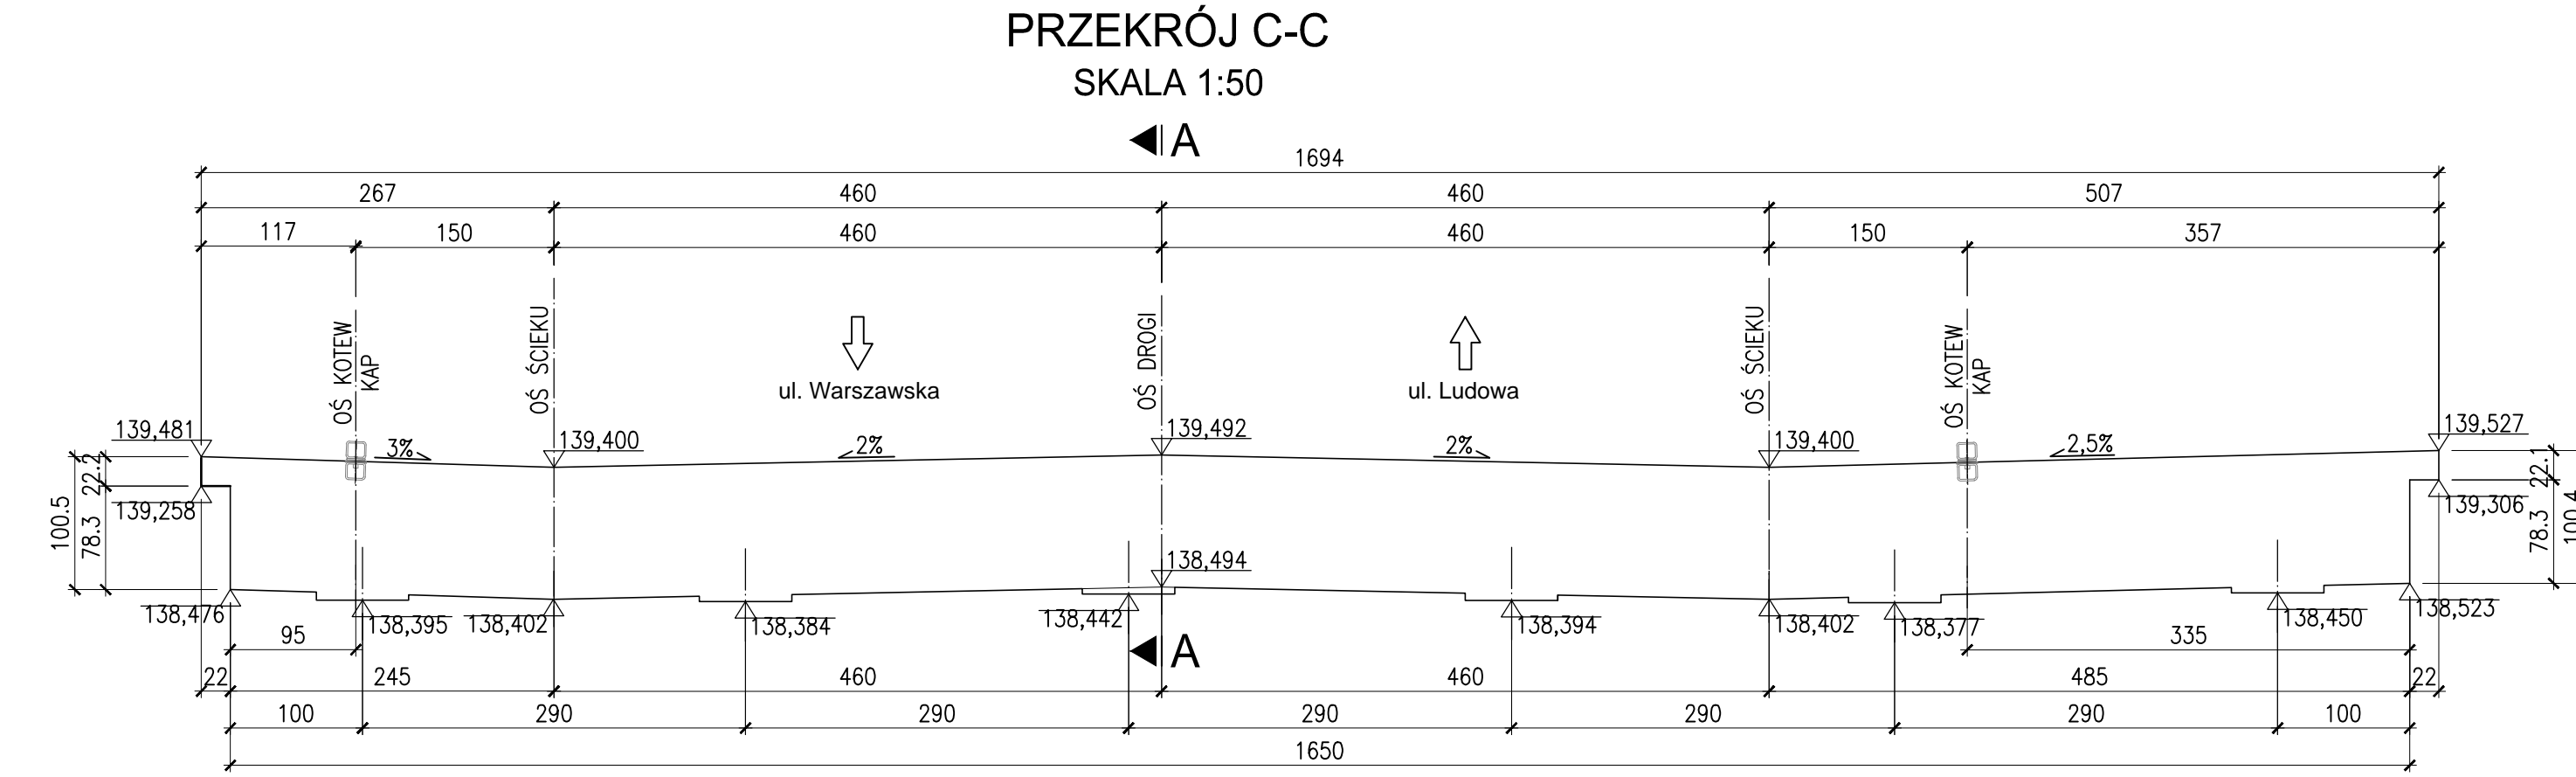 PRZEKRÓJ C-C
SKALA 1:50
A
1694
267 460 460 507
117 150 460 460 150 357
OŚ KOTEW
KAP
OŚ ŚCIEKU
OŚ DROGI
OŚ ŚCIEKU
OŚ KOTEW
KAP
ul. Warszawska
ul. Ludowa
139,481 3% 139,400 2% 139,492 2% 139,400 2,5% 139,527
139,258 139,306
100.5 22.2 78.3
22.1 78.3 100.4
138,494
138,476 138,395 138,402 138,384 138,442 138,394 138,402 138,377 138,450 138,523
95 A 335
22 245 460 460 485 22
100 290 290 290 290 290 100
1650